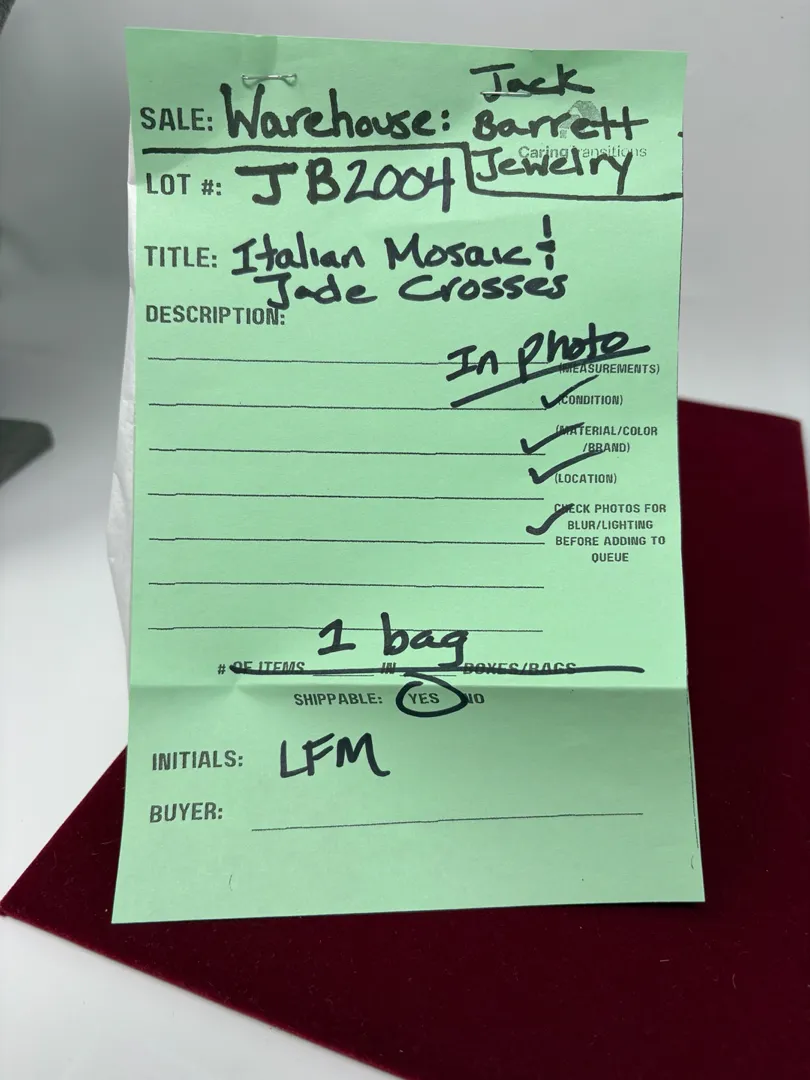 SALE: Warehouse: Jack
Barrett
Caring Transitions
Jewelry
LOT #: JB2004
TITLE: Italian Mosaic &
Jade Crosses
DESCRIPTION:
In photo
(MEASUREMENTS)
(CONDITION)
(MATERIAL/COLOR
/BRAND)
(LOCATION)
CHECK PHOTOS FOR
BLUR/LIGHTING
BEFORE ADDING TO
QUEUE
1 bag
# OF ITEMS IN BOXES/BAGS
SHIPPABLE: YES NO
INITIALS: LFM
BUYER: